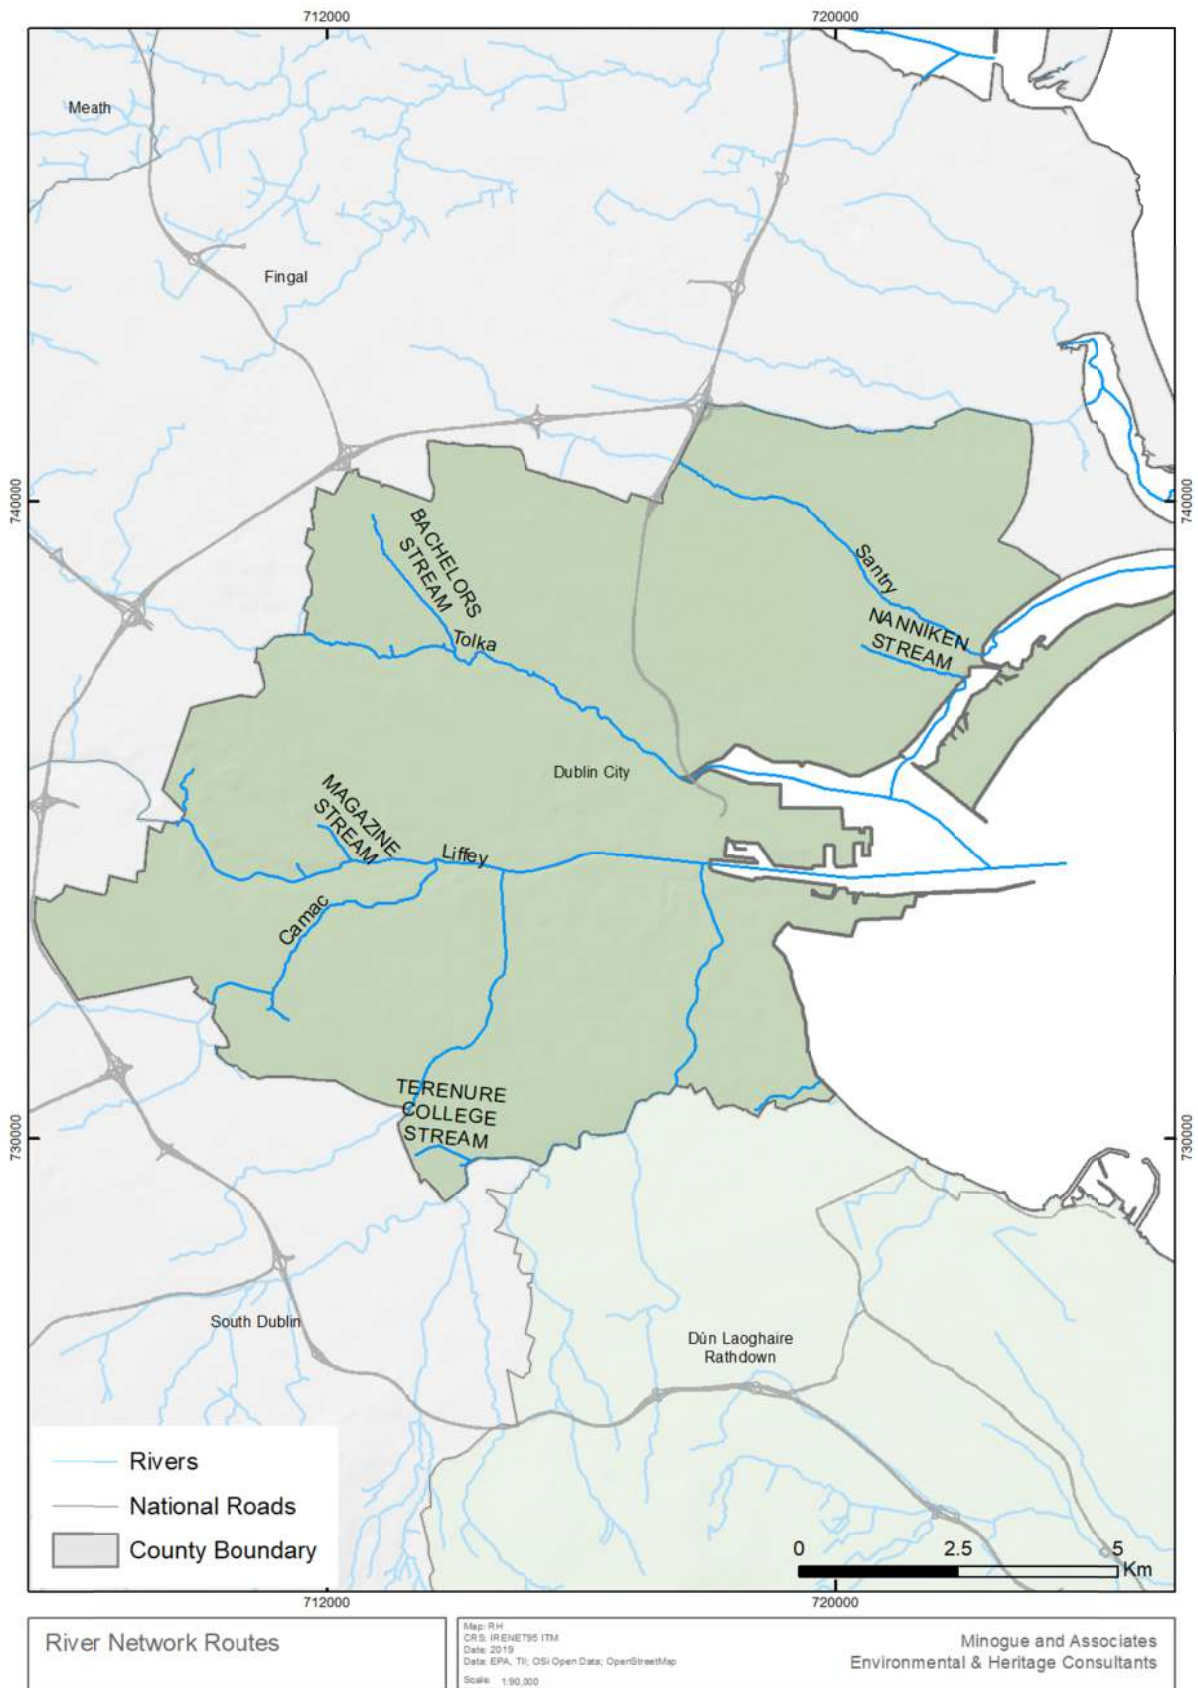 712000
720000
Meath
Fingal
740000
740000
BACHELORS
STREAM
Tolka
Santry
NANNIKEN
STREAM
Dublin City
MAGAZINE
STREAM
Liffey
Camac
TERENURE
COLLEGE
STREAM
730000
730000
South Dublin
Dún Laoghaire
Rathdown
Rivers
National Roads
County Boundary
0 2.5 5
Km
712000
720000
River Network Routes
Map: RH
CRS: IRENET95 ITM
Date: 2019
Data: EPA, TII; OSi Open Data; OpenStreetMap
Scale: 1:90,000
Minogue and Associates
Environmental & Heritage Consultants